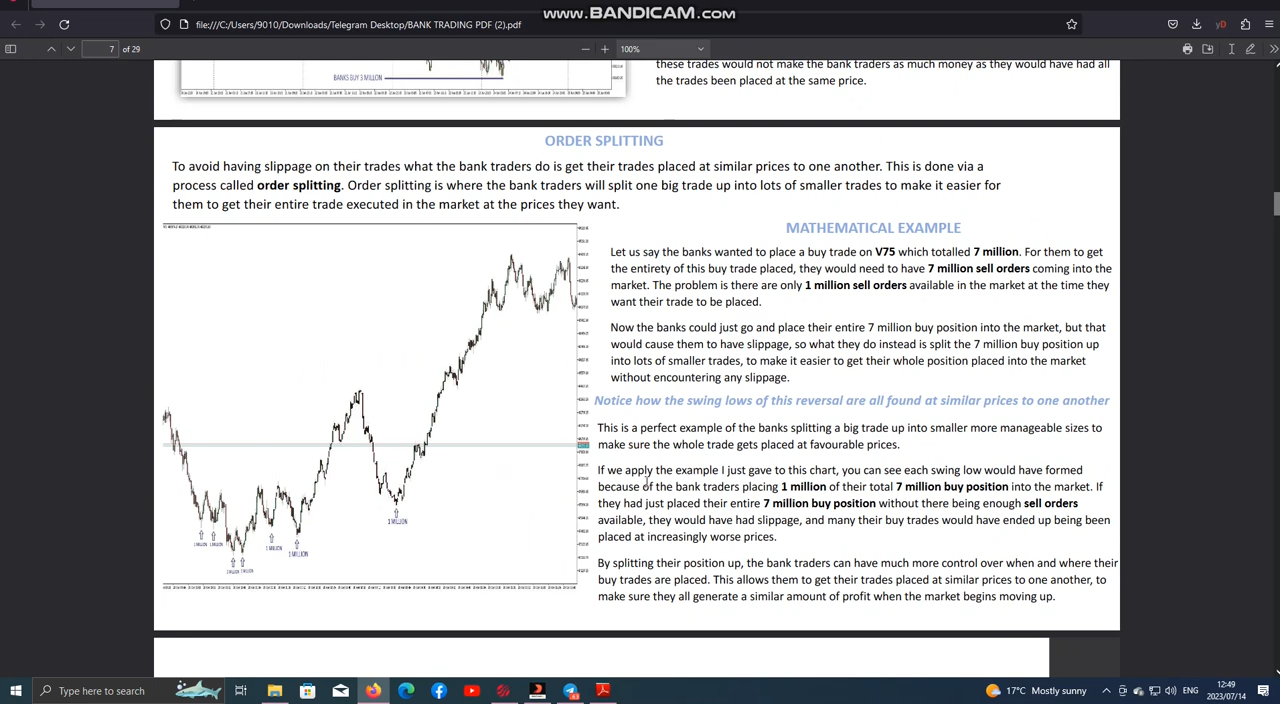 WWW.BANDICAM.COM
file:///C:/Users/9010/Downloads/Telegram Desktop/BANK TRADING PDF (2).pdf
yD
7 of 29
100%
BANKS BUY 3 MILLION
these trades would not make the bank traders as much money as they would have had all
the trades been placed at the same price.
ORDER SPLITTING
To avoid having slippage on their trades what the bank traders do is get their trades placed at similar prices to one another. This is done via a
process called order splitting. Order splitting is where the bank traders will split one big trade up into lots of smaller trades to make it easier for
them to get their entire trade executed in the market at the prices they want.
MATHEMATICAL EXAMPLE
Let us say the banks wanted to place a buy trade on V75 which totalled 7 million. For them to get
the entirety of this buy trade placed, they would need to have 7 million sell orders coming into the
market. The problem is there are only 1 million sell orders available in the market at the time they
want their trade to be placed.
Now the banks could just go and place their entire 7 million buy position into the market, but that
would cause them to have slippage, so what they do instead is split the 7 million buy position up
into lots of smaller trades, to make it easier to get their whole position placed into the market
without encountering any slippage.
Notice how the swing lows of this reversal are all found at similar prices to one another
This is a perfect example of the banks splitting a big trade up into smaller more manageable sizes to
make sure the whole trade gets placed at favourable prices.
If we apply the example I just gave to this chart, you can see each swing low would have formed
because of the bank traders placing 1 million of their total 7 million buy position into the market. If
they had just placed their entire 7 million buy position without there being enough sell orders
available, they would have had slippage, and many their buy trades would have ended up being been
placed at increasingly worse prices.
By splitting their position up, the bank traders can have much more control over when and where their
buy trades are placed. This allows them to get their trades placed at similar prices to one another, to
make sure they all generate a similar amount of profit when the market begins moving up.
1 MILLION
1 MILLION
1 MILLION
1 MILLION
1 MILLION
Type here to search
17°C Mostly sunny
ENG
12:49
2023/07/14